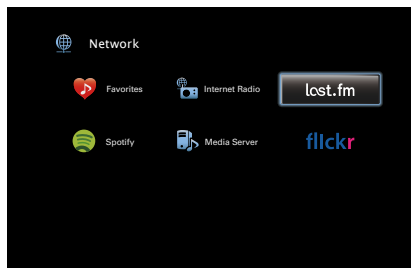 Network
Favorites Internet Radio last.fm
Spotify Media Server flickr